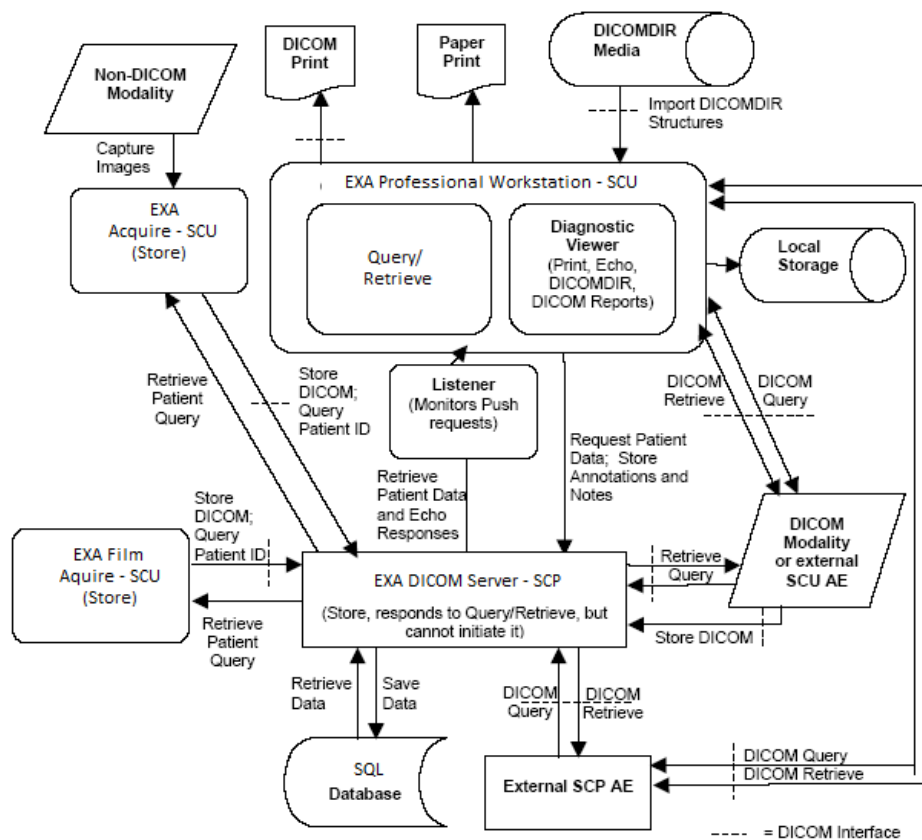 DICOM
Print
Paper
Print
DICOMDIR
Media
Non-DICOM
Modality
Import DICOMDIR
Structures
Capture
Images
EXA Professional Workstation - SCU
EXA
Acquire - SCU
(Store)
Query/
Retrieve
Diagnostic
Viewer
(Print, Echo,
DICOMDIR,
DICOM Reports)
Local
Storage
Retrieve
Patient
Query
Store
DICOM;
Query
Patient ID
Listener
(Monitors Push
requests)
DICOM
Retrieve
DICOM
Query
Request Patient
Data; Store
Annotations and
Notes
Retrieve
Patient Data
and Echo
Responses
Store
DICOM;
Query
Patient ID
EXA Film
Acquire - SCU
(Store)
Retrieve
Patient
Query
EXA DICOM Server - SCP
(Store, responds to Query/Retrieve, but
cannot initiate it)
Retrieve
Query
DICOM
Modality
or external
SCU AE
Store DICOM
Retrieve
Data
Save
Data
DICOM
Query
DICOM
Retrieve
SQL
Database
External SCP AE
DICOM Query
DICOM Retrieve
= DICOM Interface